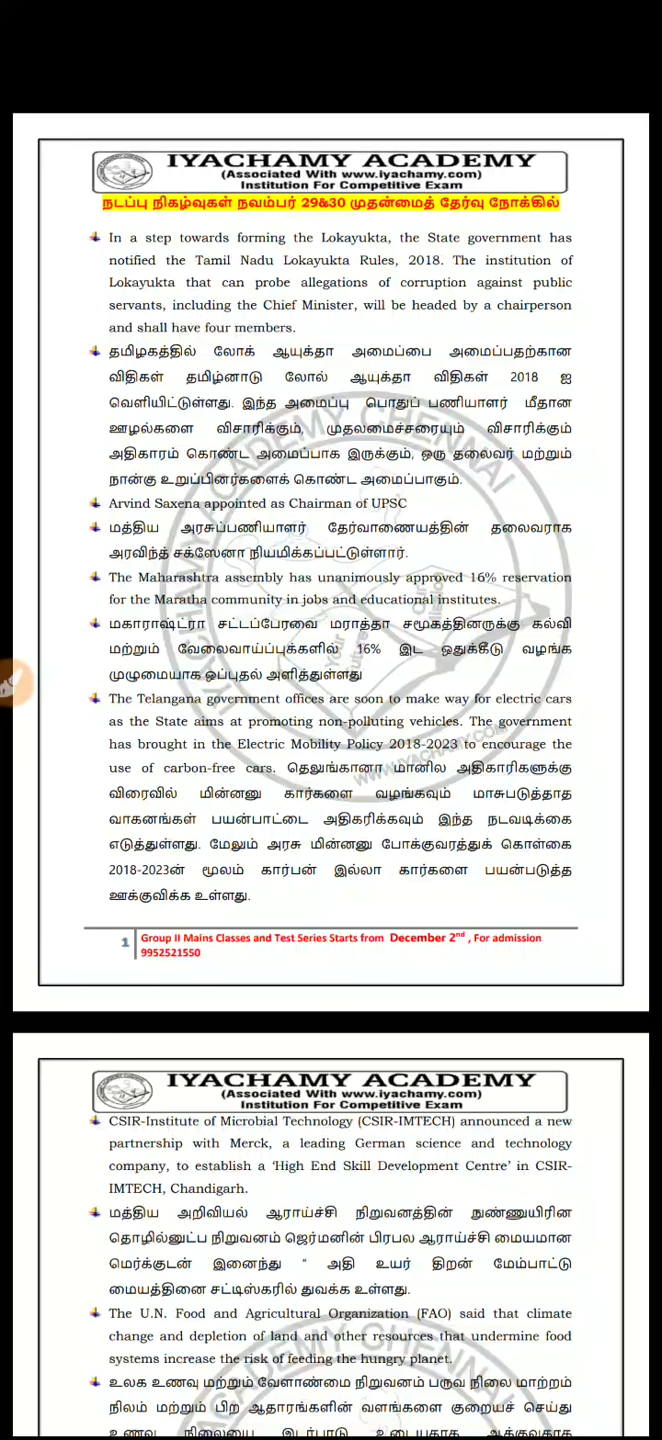 IYACHAMY ACADEMY
(Associated With www.iyachamy.com)
Institution For Competitive Exam
நடப்பு நிகழ்வுகள் நவம்பர் 29&30 முதன்மைத் தேர்வு நோக்கில்
In a step towards forming the Lokayukta, the State government has
notified the Tamil Nadu Lokayukta Rules, 2018. The institution of
Lokayukta that can probe allegations of corruption against public
servants, including the Chief Minister, will be headed by a chairperson
and shall have four members.
தமிழகத்தில் லோக் ஆயுக்தா அமைப்பை அமைப்பதற்கான
விதிகள் தமிழ்னாடு லோல் ஆயுக்தா விதிகள் 2018 ஐ
வெளியிட்டுள்ளது. இந்த அமைப்பு பொதுப் பணியாளர் மீதான
ஊழல்களை விசாரிக்கும், முதலமைச்சரையும் விசாரிக்கும்
அதிகாரம் கொண்ட அமைப்பாக இருக்கும், ஒரு தலைவர் மற்றும்
நான்கு உறுப்பினர்களைக் கொண்ட அமைப்பாகும்.
Arvind Saxena appointed as Chairman of UPSC
மத்திய அரசுப்பணியாளர் தேர்வாணையத்தின் தலைவராக
அரவிந்த் சக்ஸேனா நியமிக்கப்பட்டுள்ளார்.
The Maharashtra assembly has unanimously approved 16% reservation
for the Maratha community in jobs and educational institutes.
மகாராஷ்ட்ரா சட்டப்பேரவை மராத்தா சமூகத்தினருக்கு கல்வி
மற்றும் வேலைவாய்ப்புக்களில் 16% இட ஒதுக்கீடு வழங்க
முழுமையாக ஒப்புதல் அளித்துள்ளது
The Telangana government offices are soon to make way for electric cars
as the State aims at promoting non-polluting vehicles. The government
has brought in the Electric Mobility Policy 2018-2023 to encourage the
use of carbon-free cars. தெலுங்கானா மானில அதிகாரிகளுக்கு
விரைவில் மின்னனு கார்களை வழங்கவும் மாசுபடுத்தாத
வாகனங்கள் பயன்பாட்டை அதிகரிக்கவும் இந்த நடவடிக்கை
எடுத்துள்ளது. மேலும் அரசு மின்னனு போக்குவரத்துக் கொள்கை
2018-2023ன் மூலம் கார்பன் இல்லா கார்களை பயன்படுத்த
ஊக்குவிக்க உள்ளது.
1 Group II Mains Classes and Test Series Starts from December 2nd , For admission
9952521550
IYACHAMY ACADEMY
(Associated With www.iyachamy.com)
Institution For Competitive Exam
CSIR-Institute of Microbial Technology (CSIR-IMTECH) announced a new
partnership with Merck, a leading German science and technology
company, to establish a 'High End Skill Development Centre' in CSIR-
IMTECH, Chandigarh.
மத்திய அறிவியல் ஆராய்ச்சி நிறுவனத்தின் நுண்ணுயிரின
தொழில்னுட்ப நிறுவனம் ஜெர்மனின் பிரபல ஆராய்ச்சி மையமான
மெர்க்குடன் இனைந்து " அதி உயர் திறன் மேம்பாட்டு
மையத்தினை சட்டிஸ்கரில் துவக்க உள்ளது.
The U.N. Food and Agricultural Organization (FAO) said that climate
change and depletion of land and other resources that undermine food
systems increase the risk of feeding the hungry planet.
உலக உணவு மற்றும் வேளாண்மை நிறுவனம் பருவ நிலை மாற்றம்
நிலம் மற்றும் பிற ஆதாரங்களின் வளங்களை குறையச் செய்து